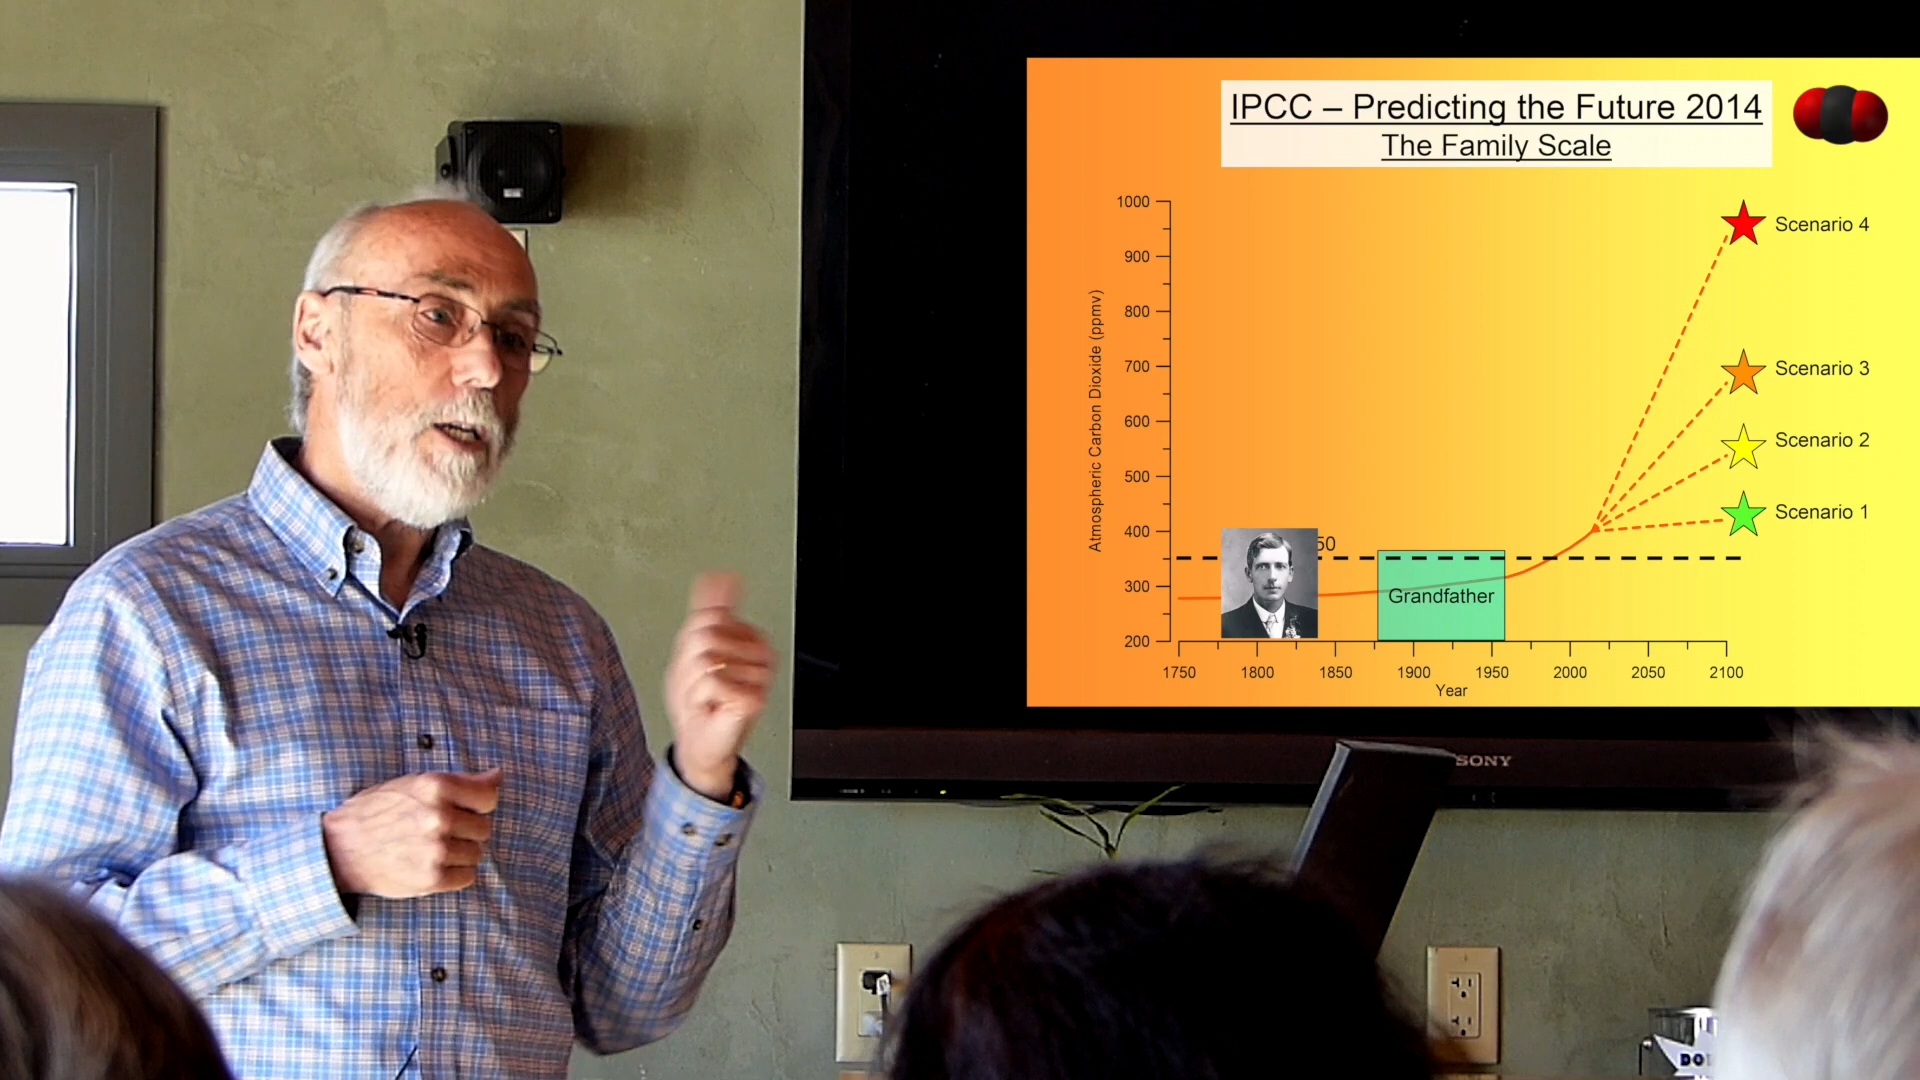 IPCC – Predicting the Future 2014
The Family Scale
1000
900
800
700
600
500
400
300
200
Atmospheric Carbon Dioxide (ppmv)
Scenario 4
Scenario 3
Scenario 2
Scenario 1
50
Grandfather
1750 1800 1850 1900 1950 2000 2050 2100
Year
SONY